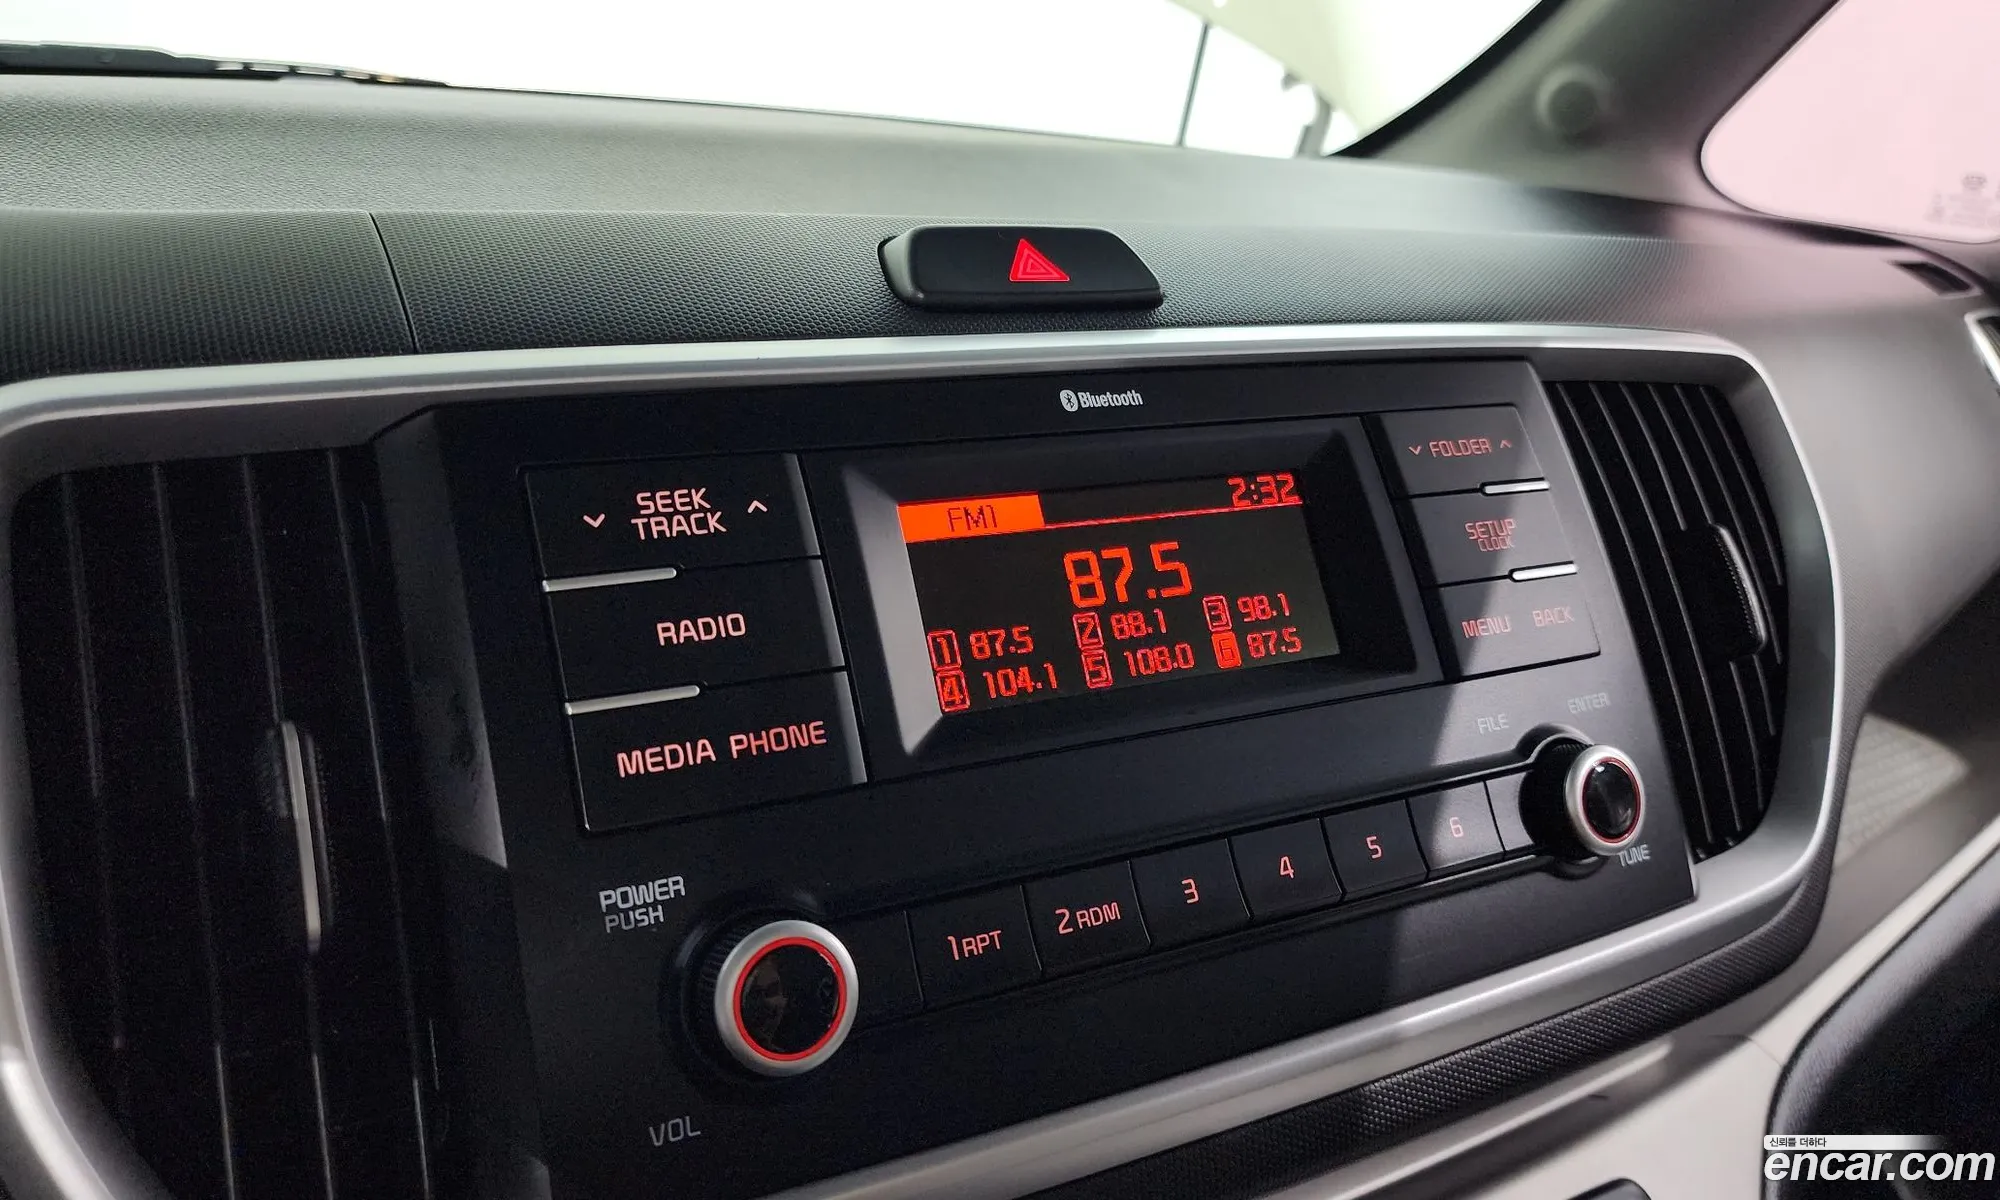 Bluetooth
SEEK
TRACK
RADIO
MEDIA PHONE
FM1
2:32
87.5
1 87.5
2 88.1
3 98.1
4 104.1
5 106.0
6 87.5
FOLDER
SETUP
CLOCK
MENU BACK
FILE
ENTER
TUNE
POWER
PUSH
VOL
1 RPT
2 RDM
3
4
5
6
신뢰를 더하다
encar.com